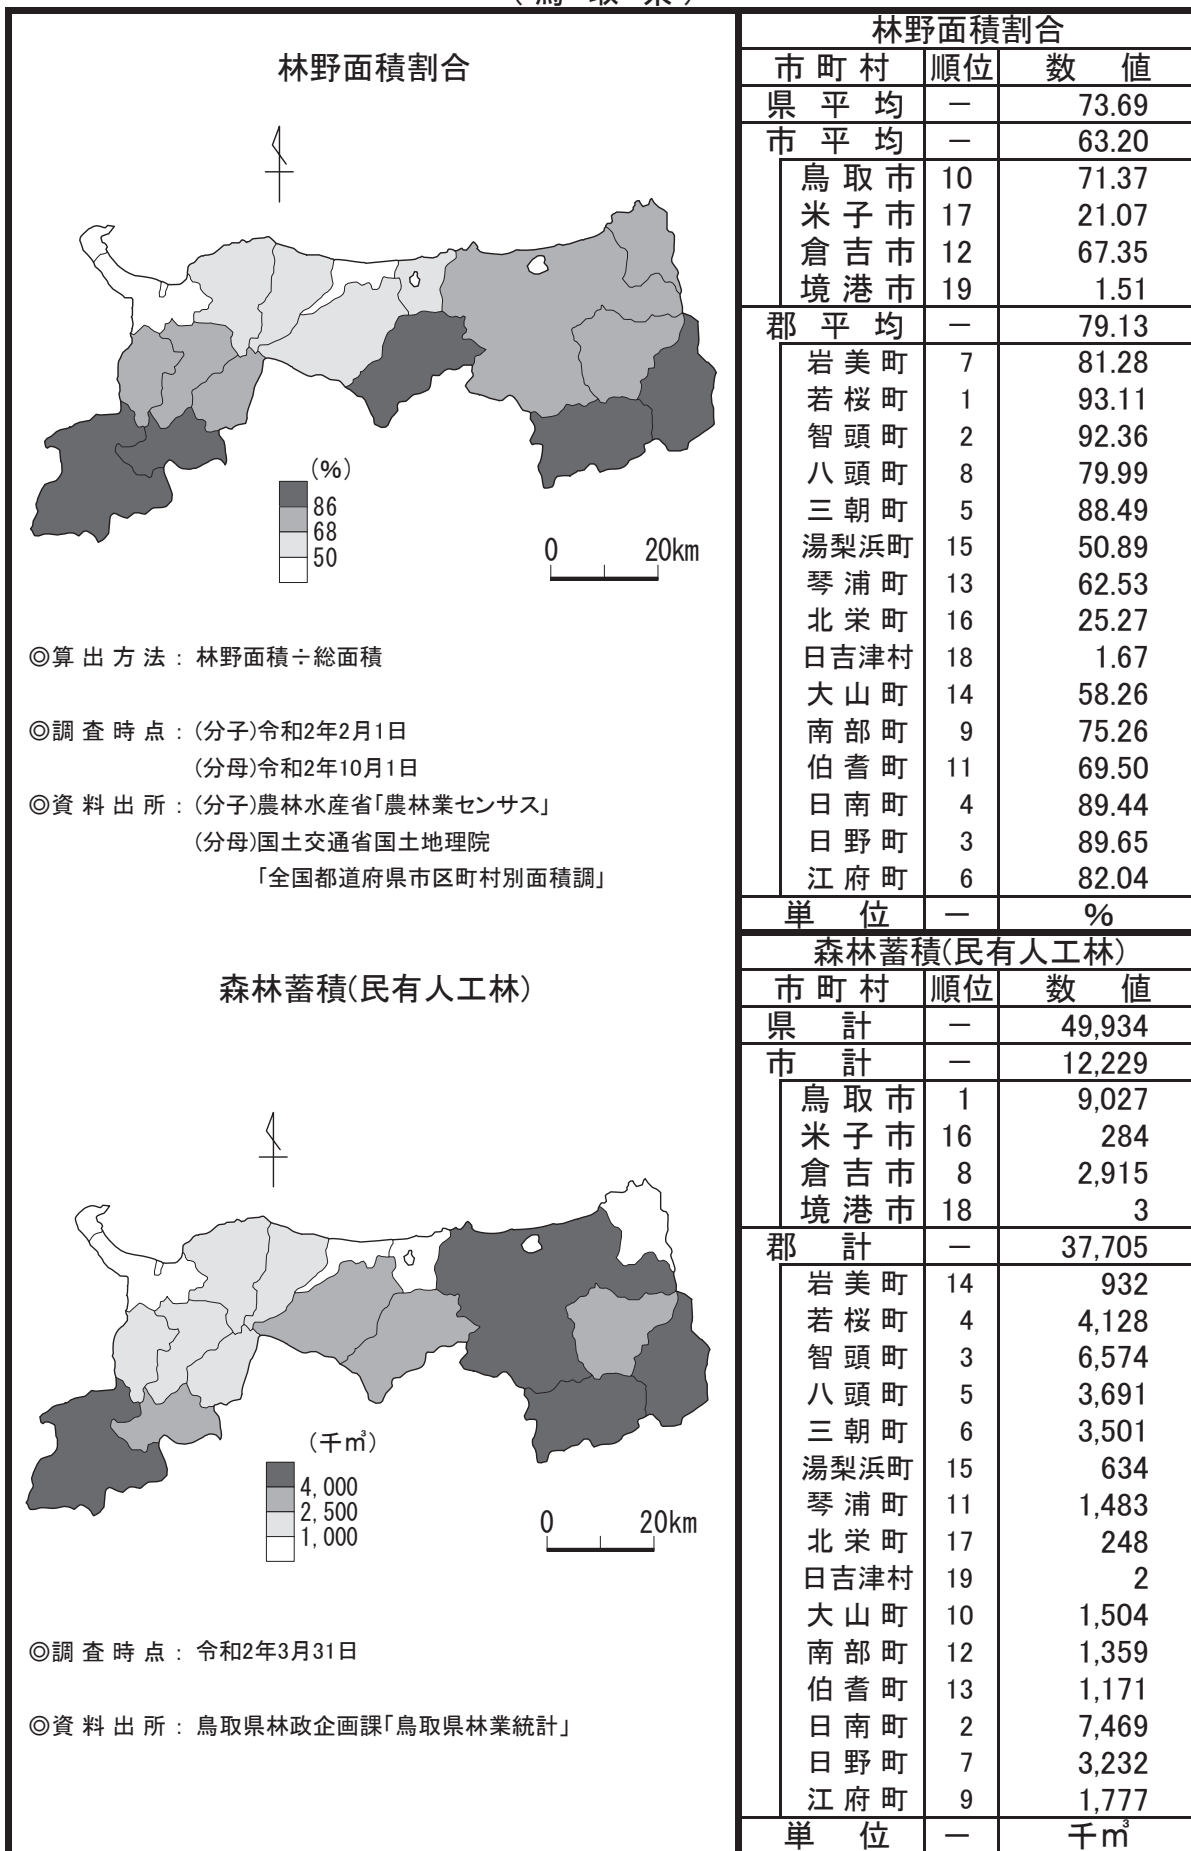 (鳥取県)
林野面積割合
(%)
86
68
50
0 20km
◎算出方法：林野面積÷総面積
◎調査時点：(分子)令和2年2月1日
(分母)令和2年10月1日
◎資料出所：(分子)農林水産省「農林業センサス」
(分母)国土交通省国土地理院
「全国都道府県市区町村別面積調」
林野面積割合
市町村 順位 数値
県平均 － 73.69
市平均 － 63.20
鳥取市 10 71.37
米子市 17 21.07
倉吉市 12 67.35
境港市 19 1.51
郡平均 － 79.13
岩美町 7 81.28
若桜町 1 93.11
智頭町 2 92.36
八頭町 8 79.99
三朝町 5 88.49
湯梨浜町 15 50.89
琴浦町 13 62.53
北栄町 16 25.27
日吉津村 18 1.67
大山町 14 58.26
南部町 9 75.26
伯耆町 11 69.50
日南町 4 89.44
日野町 3 89.65
江府町 6 82.04
単位 － %
森林蓄積(民有人工林)
(千㎥)
4,000
2,500
1,000
0 20km
◎調査時点：令和2年3月31日
◎資料出所：鳥取県林政企画課「鳥取県林業統計」
森林蓄積(民有人工林)
市町村 順位 数値
県計 － 49,934
市計 － 12,229
鳥取市 1 9,027
米子市 16 284
倉吉市 8 2,915
境港市 18 3
郡計 － 37,705
岩美町 14 932
若桜町 4 4,128
智頭町 3 6,574
八頭町 5 3,691
三朝町 6 3,501
湯梨浜町 15 634
琴浦町 11 1,483
北栄町 17 248
日吉津村 19 2
大山町 10 1,504
南部町 12 1,359
伯耆町 13 1,171
日南町 2 7,469
日野町 7 3,232
江府町 9 1,777
単位 － 千㎥